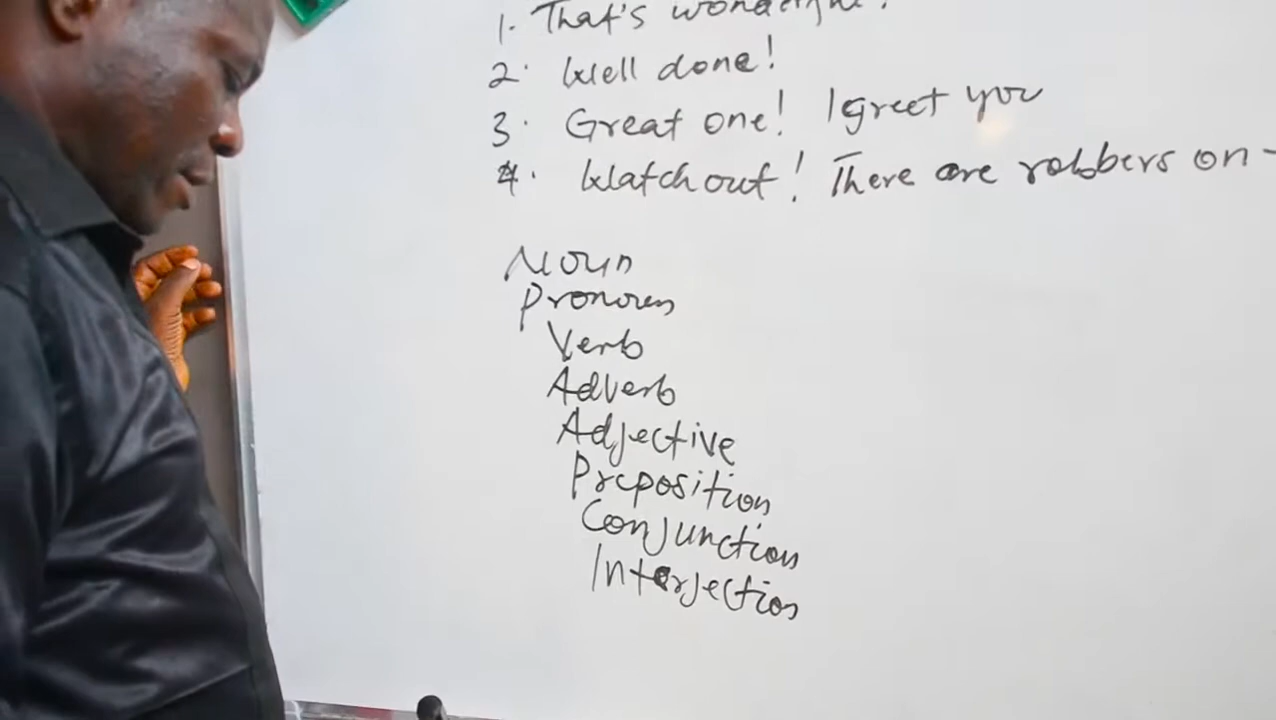 1. That's wonderful!
2. Well done!
3. Great one! I greet you
4. Watch out! There are robbers on-
Noun
Pronoun
Verb
Adverb
Adjective
Preposition
Conjunction
Interjection